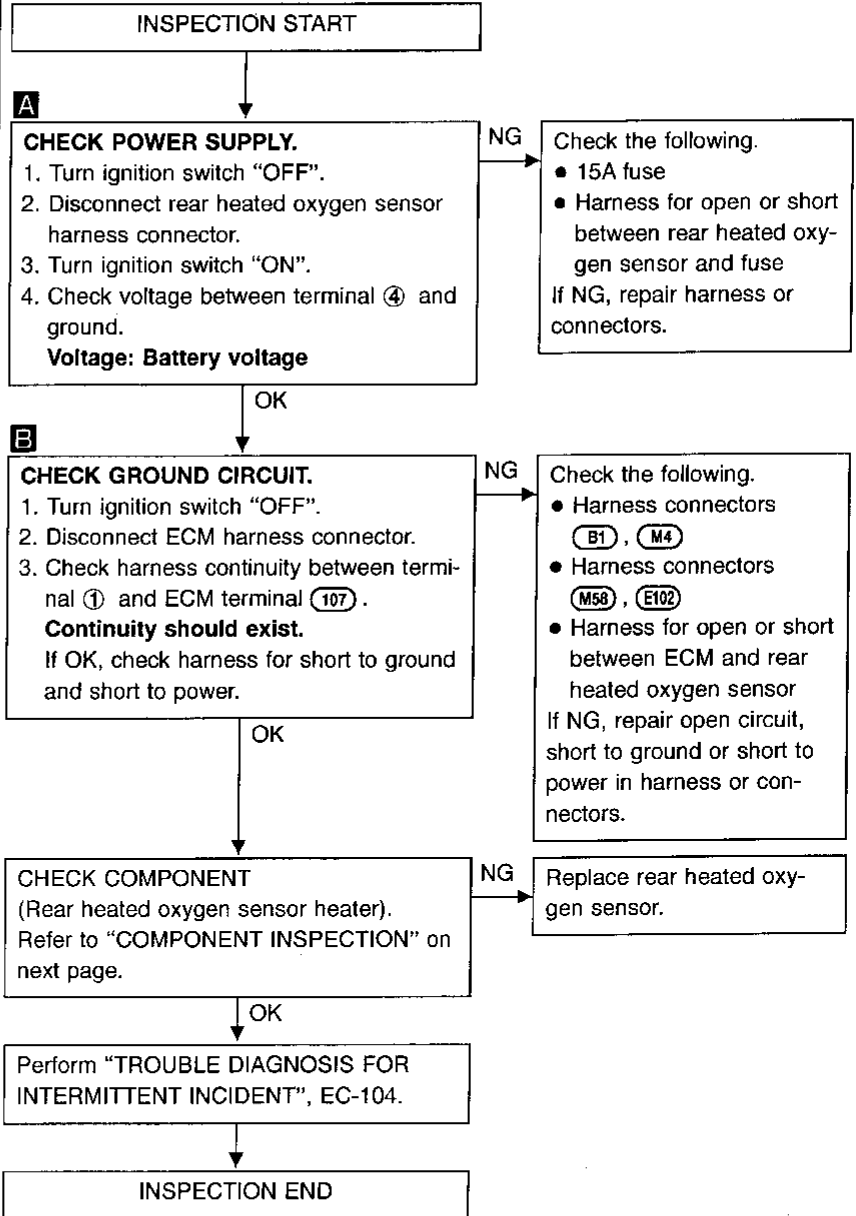 INSPECTION START
A
CHECK POWER SUPPLY.
1. Turn ignition switch “OFF”.
2. Disconnect rear heated oxygen sensor
harness connector.
3. Turn ignition switch “ON”.
4. Check voltage between terminal ④ and
ground.
Voltage: Battery voltage
NG
Check the following.
● 15A fuse
● Harness for open or short
between rear heated oxy-
gen sensor and fuse
If NG, repair harness or
connectors.
OK
B
CHECK GROUND CIRCUIT.
1. Turn ignition switch “OFF”.
2. Disconnect ECM harness connector.
3. Check harness continuity between termi-
nal ① and ECM terminal (107).
Continuity should exist.
If OK, check harness for short to ground
and short to power.
NG
Check the following.
● Harness connectors
(B1), (M4)
● Harness connectors
(M58), (E102)
● Harness for open or short
between ECM and rear
heated oxygen sensor
If NG, repair open circuit,
short to ground or short to
power in harness or con-
nectors.
OK
CHECK COMPONENT
(Rear heated oxygen sensor heater).
Refer to “COMPONENT INSPECTION” on
next page.
NG
Replace rear heated oxy-
gen sensor.
OK
Perform “TROUBLE DIAGNOSIS FOR
INTERMITTENT INCIDENT”, EC-104.
INSPECTION END